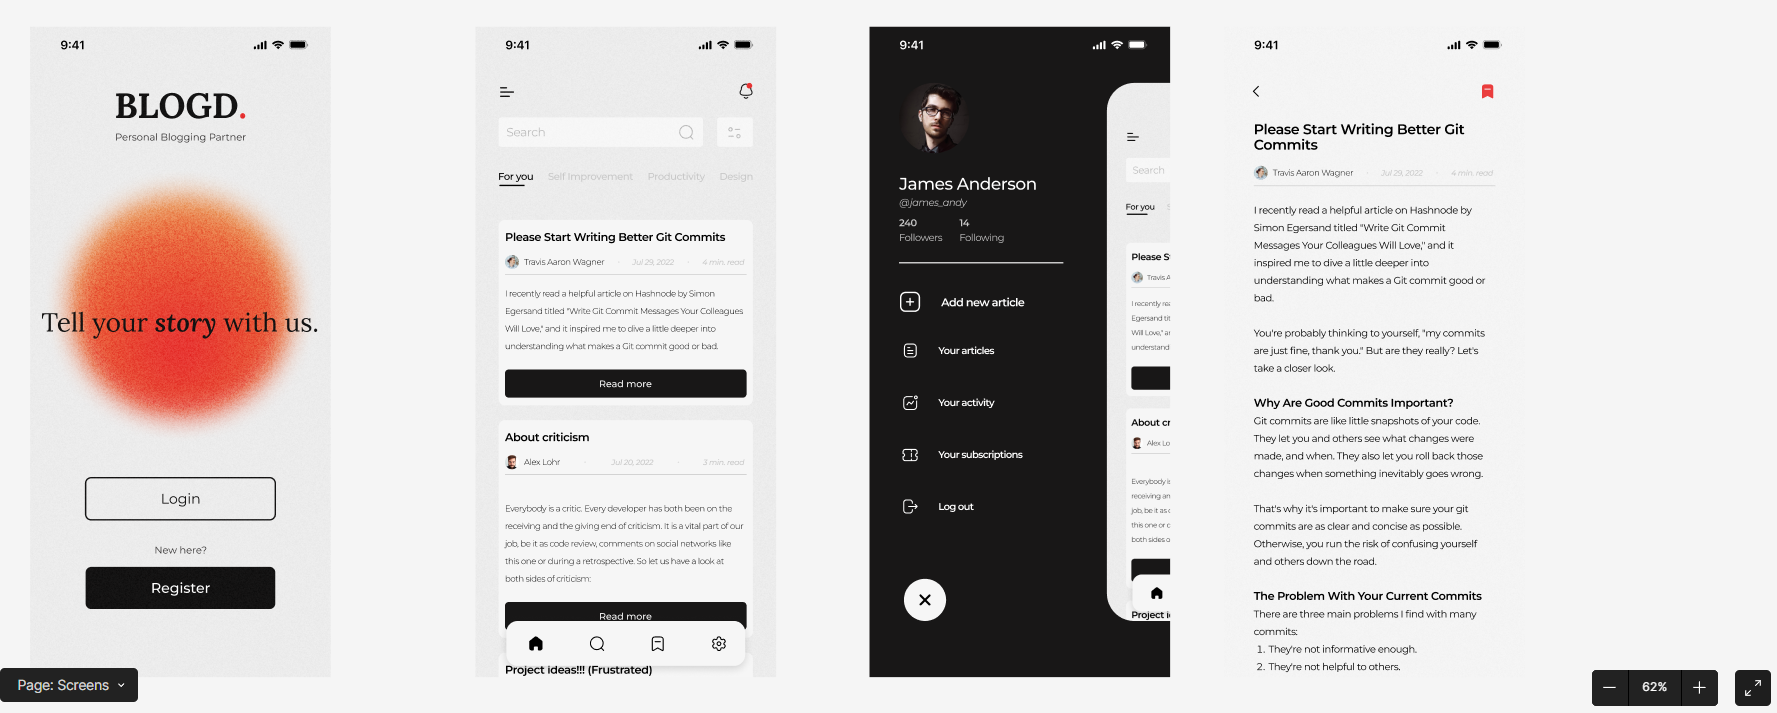 9:41
BLOGD.
Personal Blogging Partner
Tell your story with us.
Login
New here?
Register
9:41
Search
For you Self Improvement Productivity Design
Please Start Writing Better Git Commits
Travis Aaron Wagner · Jul 29, 2022 · 4 min. read
I recently read a helpful article on Hashnode by Simon
Egersand titled "Write Git Commit Messages Your Colleagues
Will Love," and it inspired me to dive a little deeper into
understanding what makes a Git commit good or bad.
Read more
About criticism
Alex Lohr · Jul 20, 2022 · 3 min. read
Everybody is a critic. Every developer has both been on the
receiving and the giving end of criticism. It is a vital part of our
job, be it as code review, comments on social networks like
this one or during a retrospective. So let us have a look at
both sides of criticism:
Read more
Project ideas!!! (Frustrated)
9:41
James Anderson
@james_andy
240 14
Followers Following
Add new article
Your articles
Your activity
Your subscriptions
Log out
Search
For you S
Please S
Travis A
I recently rea
Egersand tit
Will Love," an
understand
About cr
Alex Lo
Everybody is
receiving an
job, be it as c
this one or d
both sides o
Project i
9:41
Please Start Writing Better Git
Commits
Travis Aaron Wagner · Jul 29, 2022 · 4 min. read
I recently read a helpful article on Hashnode by
Simon Egersand titled "Write Git Commit
Messages Your Colleagues Will Love," and it
inspired me to dive a little deeper into
understanding what makes a Git commit good or
bad.
You're probably thinking to yourself, "my commits
are just fine, thank you." But are they really? Let's
take a closer look.
Why Are Good Commits Important?
Git commits are like little snapshots of your code.
They let you and others see what changes were
made, and when. They also let you roll back those
changes when something inevitably goes wrong.
That's why it's important to make sure your git
commits are as clear and concise as possible.
Otherwise, you run the risk of confusing yourself
and others down the road.
The Problem With Your Current Commits
There are three main problems I find with many
commits:
1. They're not informative enough.
2. They're not helpful to others.
Page: Screens
62%